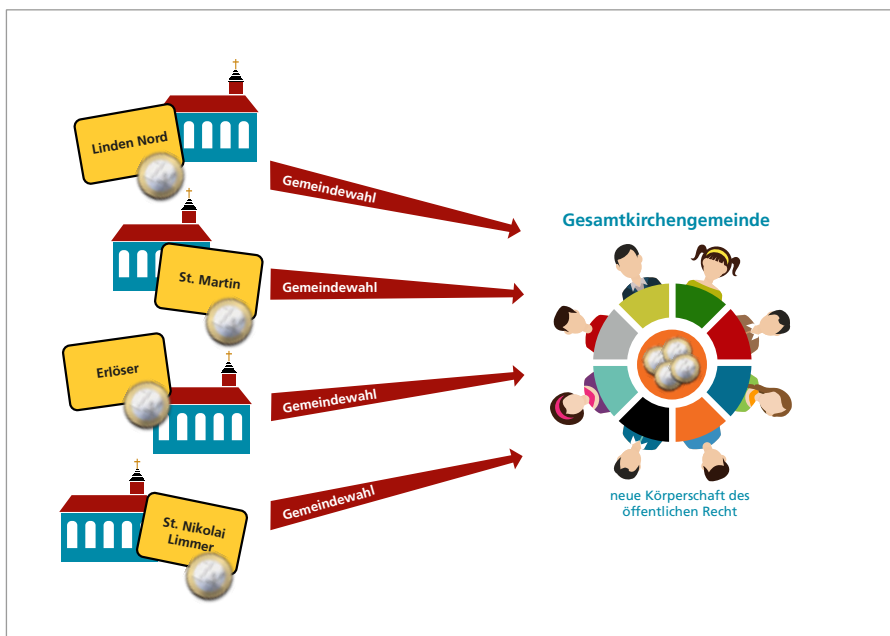 Linden Nord
Gemeindewahl
St. Martin
Gemeindewahl
Erlöser
Gemeindewahl
St. Nikolai
Limmer
Gemeindewahl
Gesamtkirchengemeinde
neue Körperschaft des
öffentlichen Recht